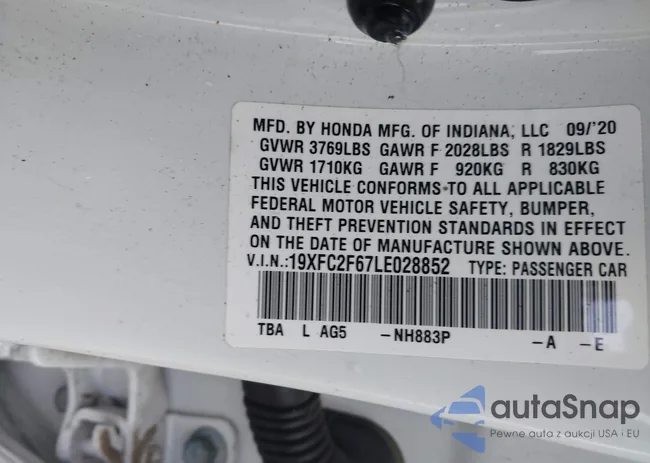 MFD. BY HONDA MFG. OF INDIANA, LLC 09/'20
GVWR 3769LBS GAWR F 2028LBS R 1829LBS
GVWR 1710KG GAWR F 920KG R 830KG
THIS VEHICLE CONFORMS TO ALL APPLICABLE
FEDERAL MOTOR VEHICLE SAFETY, BUMPER,
AND THEFT PREVENTION STANDARDS IN EFFECT
ON THE DATE OF MANUFACTURE SHOWN ABOVE.
V.I.N.:19XFC2F67LE028852 TYPE: PASSENGER CAR
TBA L AG5 -NH883P -A -E
autaSnap
Pewne auta z aukcji USA i EU